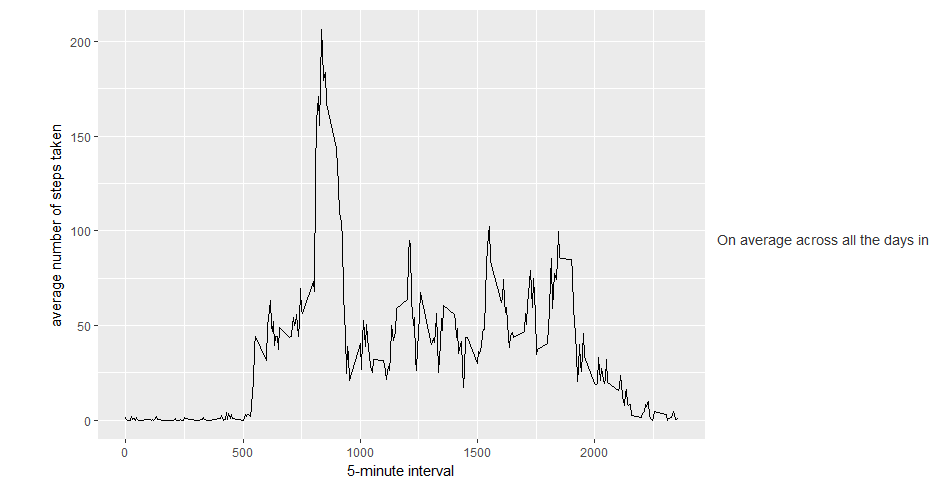 200
150
100
50
0
average number of steps taken
0 500 1000 1500 2000
5-minute interval
On average across all the days in